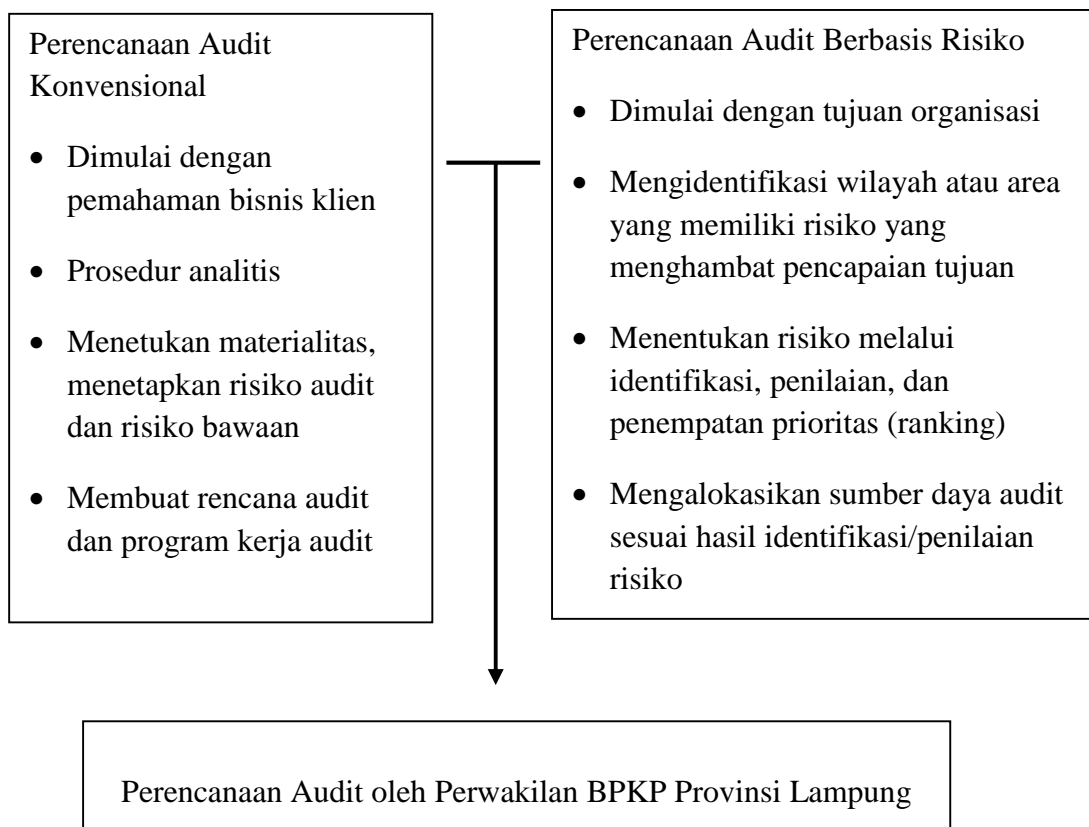 Perencanaan Audit
Konvensional
• Dimulai dengan
pemahaman bisnis klien
• Prosedur analitis
• Menetukan materialitas,
menetapkan risiko audit
dan risiko bawaan
• Membuat rencana audit
dan program kerja audit
Perencanaan Audit Berbasis Risiko
• Dimulai dengan tujuan organisasi
• Mengidentifikasi wilayah atau area
yang memiliki risiko yang
menghambat pencapaian tujuan
• Menentukan risiko melalui
identifikasi, penilaian, dan
penempatan prioritas (ranking)
• Mengalokasikan sumber daya audit
sesuai hasil identifikasi/penilaian
risiko
Perencanaan Audit oleh Perwakilan BPKP Provinsi Lampung